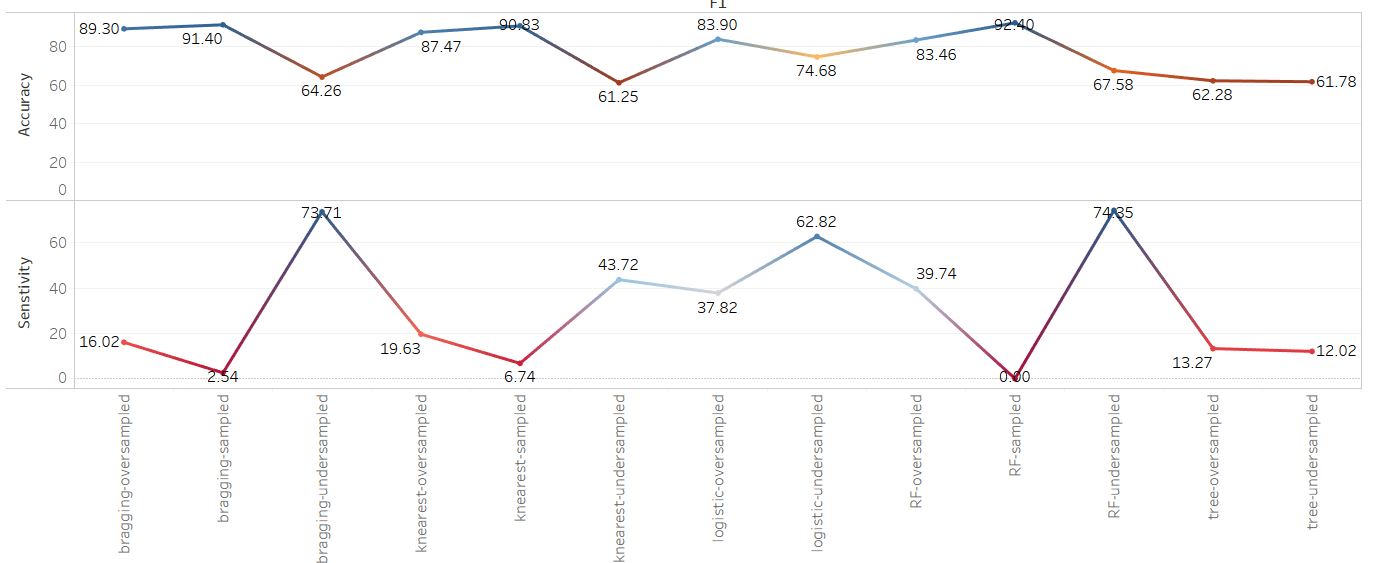 F1
Accuracy
80
60
40
20
0
89.30
91.40
64.26
87.47
90.83
61.25
83.90
74.68
83.46
92.40
67.58
62.28
61.78
Senstivity
60
40
20
0
16.02
2.54
73.71
19.63
6.74
43.72
37.82
62.82
39.74
0.00
74.35
13.27
12.02
bragging-oversampled
bragging-sampled
bragging-undersampled
knearest-oversampled
knearest-sampled
knearest-undersampled
logistic-oversampled
logistic-undersampled
RF-oversampled
RF-sampled
RF-undersampled
tree-oversampled
tree-undersampled